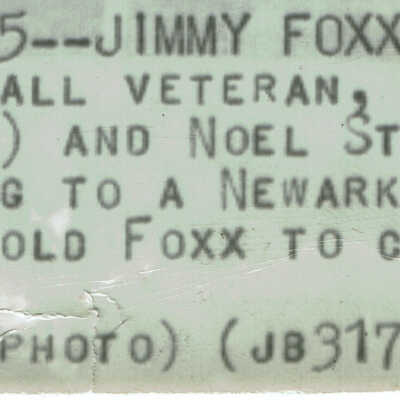 5--JIMMY FOXX
ALL VETERAN,
) AND NOEL ST
G TO A NEWARK
OLD FOXX TO C
PHOTO) (JB317